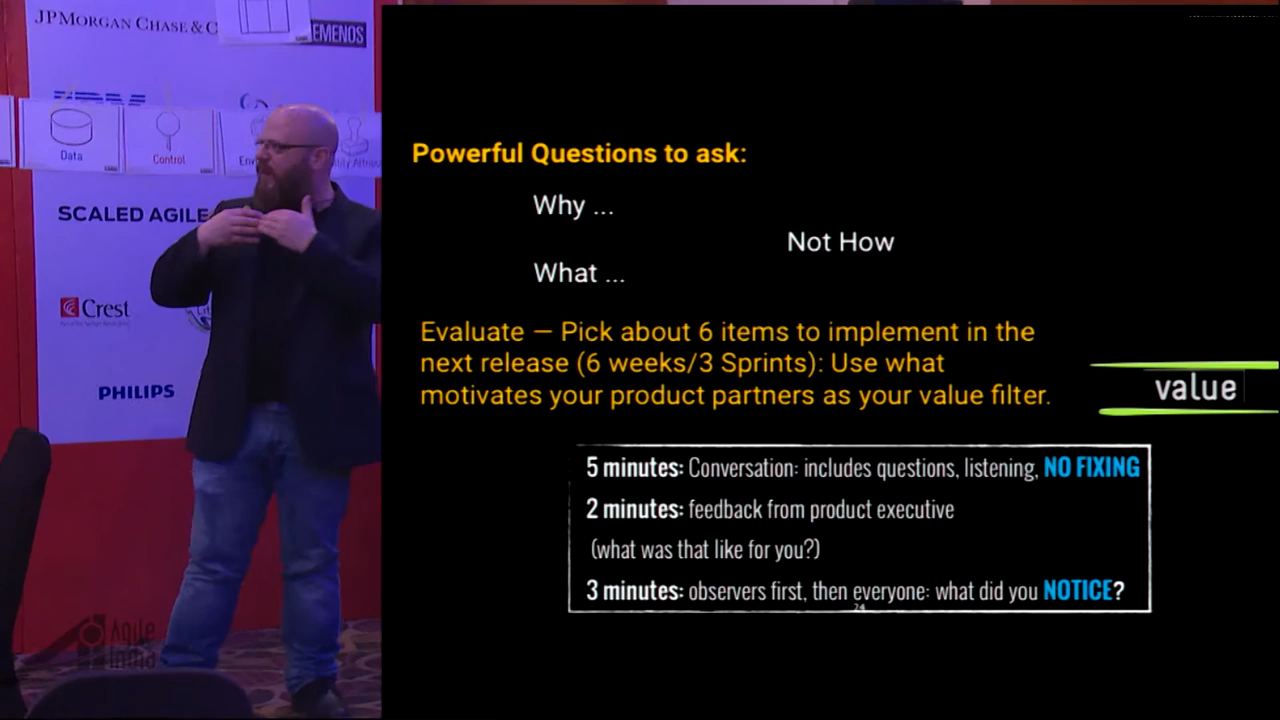 JPMORGAN CHASE & C
EMENOS
Data
Control
SCALED AGILE
Crest
PHILIPS
Agile
India
Powerful Questions to ask:
Why ...
Not How
What ...
Evaluate — Pick about 6 items to implement in the
next release (6 weeks/3 Sprints): Use what
motivates your product partners as your value filter.
value
5 minutes: Conversation: includes questions, listening, NO FIXING
2 minutes: feedback from product executive
(what was that like for you?)
3 minutes: observers first, then everyone: what did you NOTICE?
24